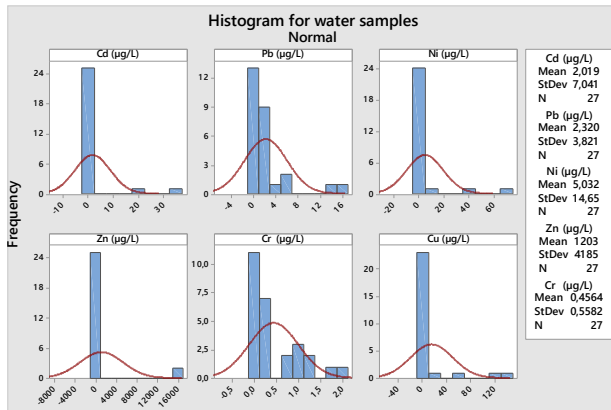 Histogram for water samples
Normal
Cd (µg/L)
Pb (µg/L)
Ni (µg/L)
24
18
12
6
0
-10
0
10
20
30
12
9
6
3
0
-4
0
4
8
12
16
24
18
12
6
0
0
20
40
60
Zn (µg/L)
Cr (µg/L)
Cu (µg/L)
24
18
12
6
0
-8000
-4000
0
4000
8000
12000
16000
10,0
7,5
5,0
2,5
0,0
-0,5
0,0
0,5
1,0
1,5
2,0
20
15
10
5
0
-40
0
40
80
120
Frequency
Cd (µg/L)
Mean 2,019
StDev 7,041
N 27
Pb (µg/L)
Mean 2,320
StDev 3,821
N 27
Ni (µg/L)
Mean 5,032
StDev 14,65
N 27
Zn (µg/L)
Mean 1203
StDev 4185
N 27
Cr (µg/L)
Mean 0,4564
StDev 0,5582
N 27